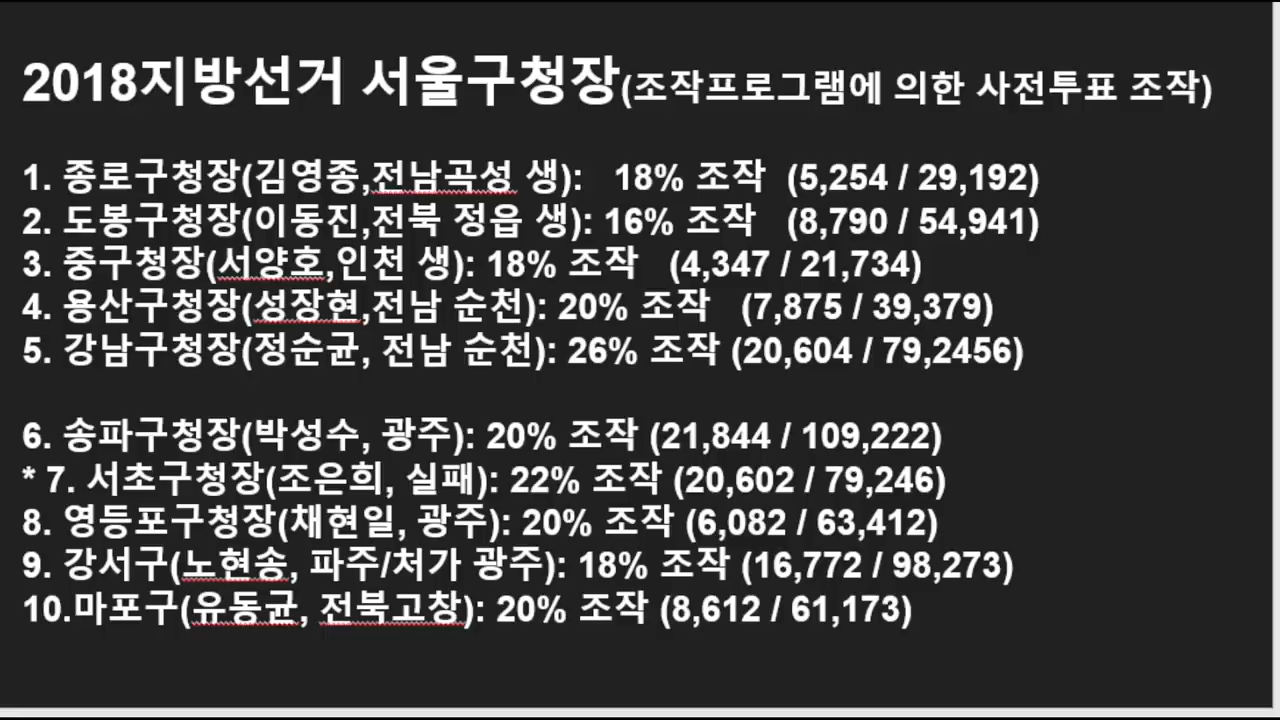 2018지방선거 서울구청장(조작프로그램에 의한 사전투표 조작)
1. 종로구청장(김영종,전남곡성 생): 18% 조작 (5,254 / 29,192)
2. 도봉구청장(이동진,전북 정읍 생): 16% 조작 (8,790 / 54,941)
3. 중구청장(서양호,인천 생): 18% 조작 (4,347 / 21,734)
4. 용산구청장(성장현,전남 순천): 20% 조작 (7,875 / 39,379)
5. 강남구청장(정순균, 전남 순천): 26% 조작 (20,604 / 79,2456)
6. 송파구청장(박성수, 광주): 20% 조작 (21,844 / 109,222)
* 7. 서초구청장(조은희, 실패): 22% 조작 (20,602 / 79,246)
8. 영등포구청장(채현일, 광주): 20% 조작 (6,082 / 63,412)
9. 강서구(노현송, 파주/처가 광주): 18% 조작 (16,772 / 98,273)
10.마포구(유동균, 전북고창): 20% 조작 (8,612 / 61,173)